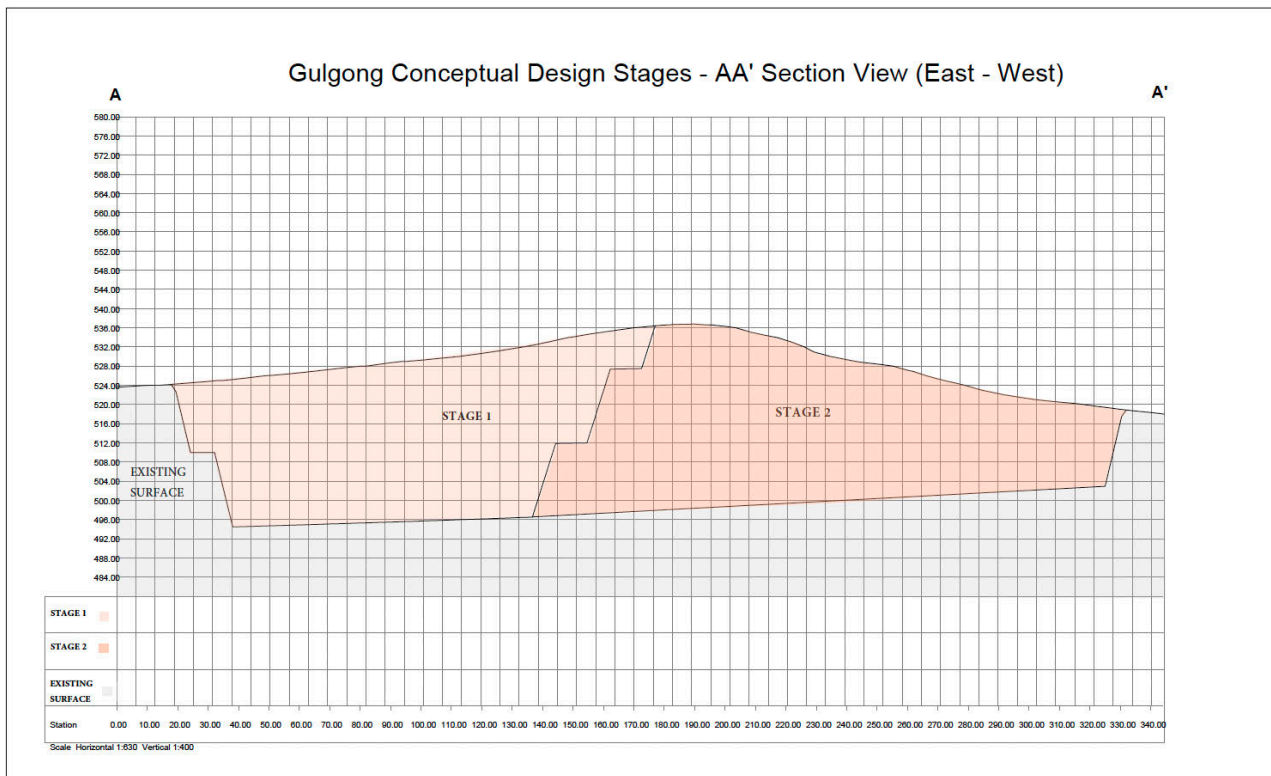 Gulgong Conceptual Design Stages - AA' Section View (East - West)
A
A'
580.00
576.00
572.00
568.00
564.00
560.00
556.00
552.00
548.00
544.00
540.00
536.00
532.00
528.00
524.00
520.00
516.00
512.00
508.00
504.00
500.00
496.00
492.00
488.00
484.00
STAGE 1
STAGE 2
EXISTING
SURFACE
STAGE 1
STAGE 2
EXISTING
SURFACE
Station 0.00 10.00 20.00 30.00 40.00 50.00 60.00 70.00 80.00 90.00 100.00 110.00 120.00 130.00 140.00 150.00 160.00 170.00 180.00 190.00 200.00 210.00 220.00 230.00 240.00 250.00 260.00 270.00 280.00 290.00 300.00 310.00 320.00 330.00 340.00
Scale Horizontal 1:630 Vertical 1:400